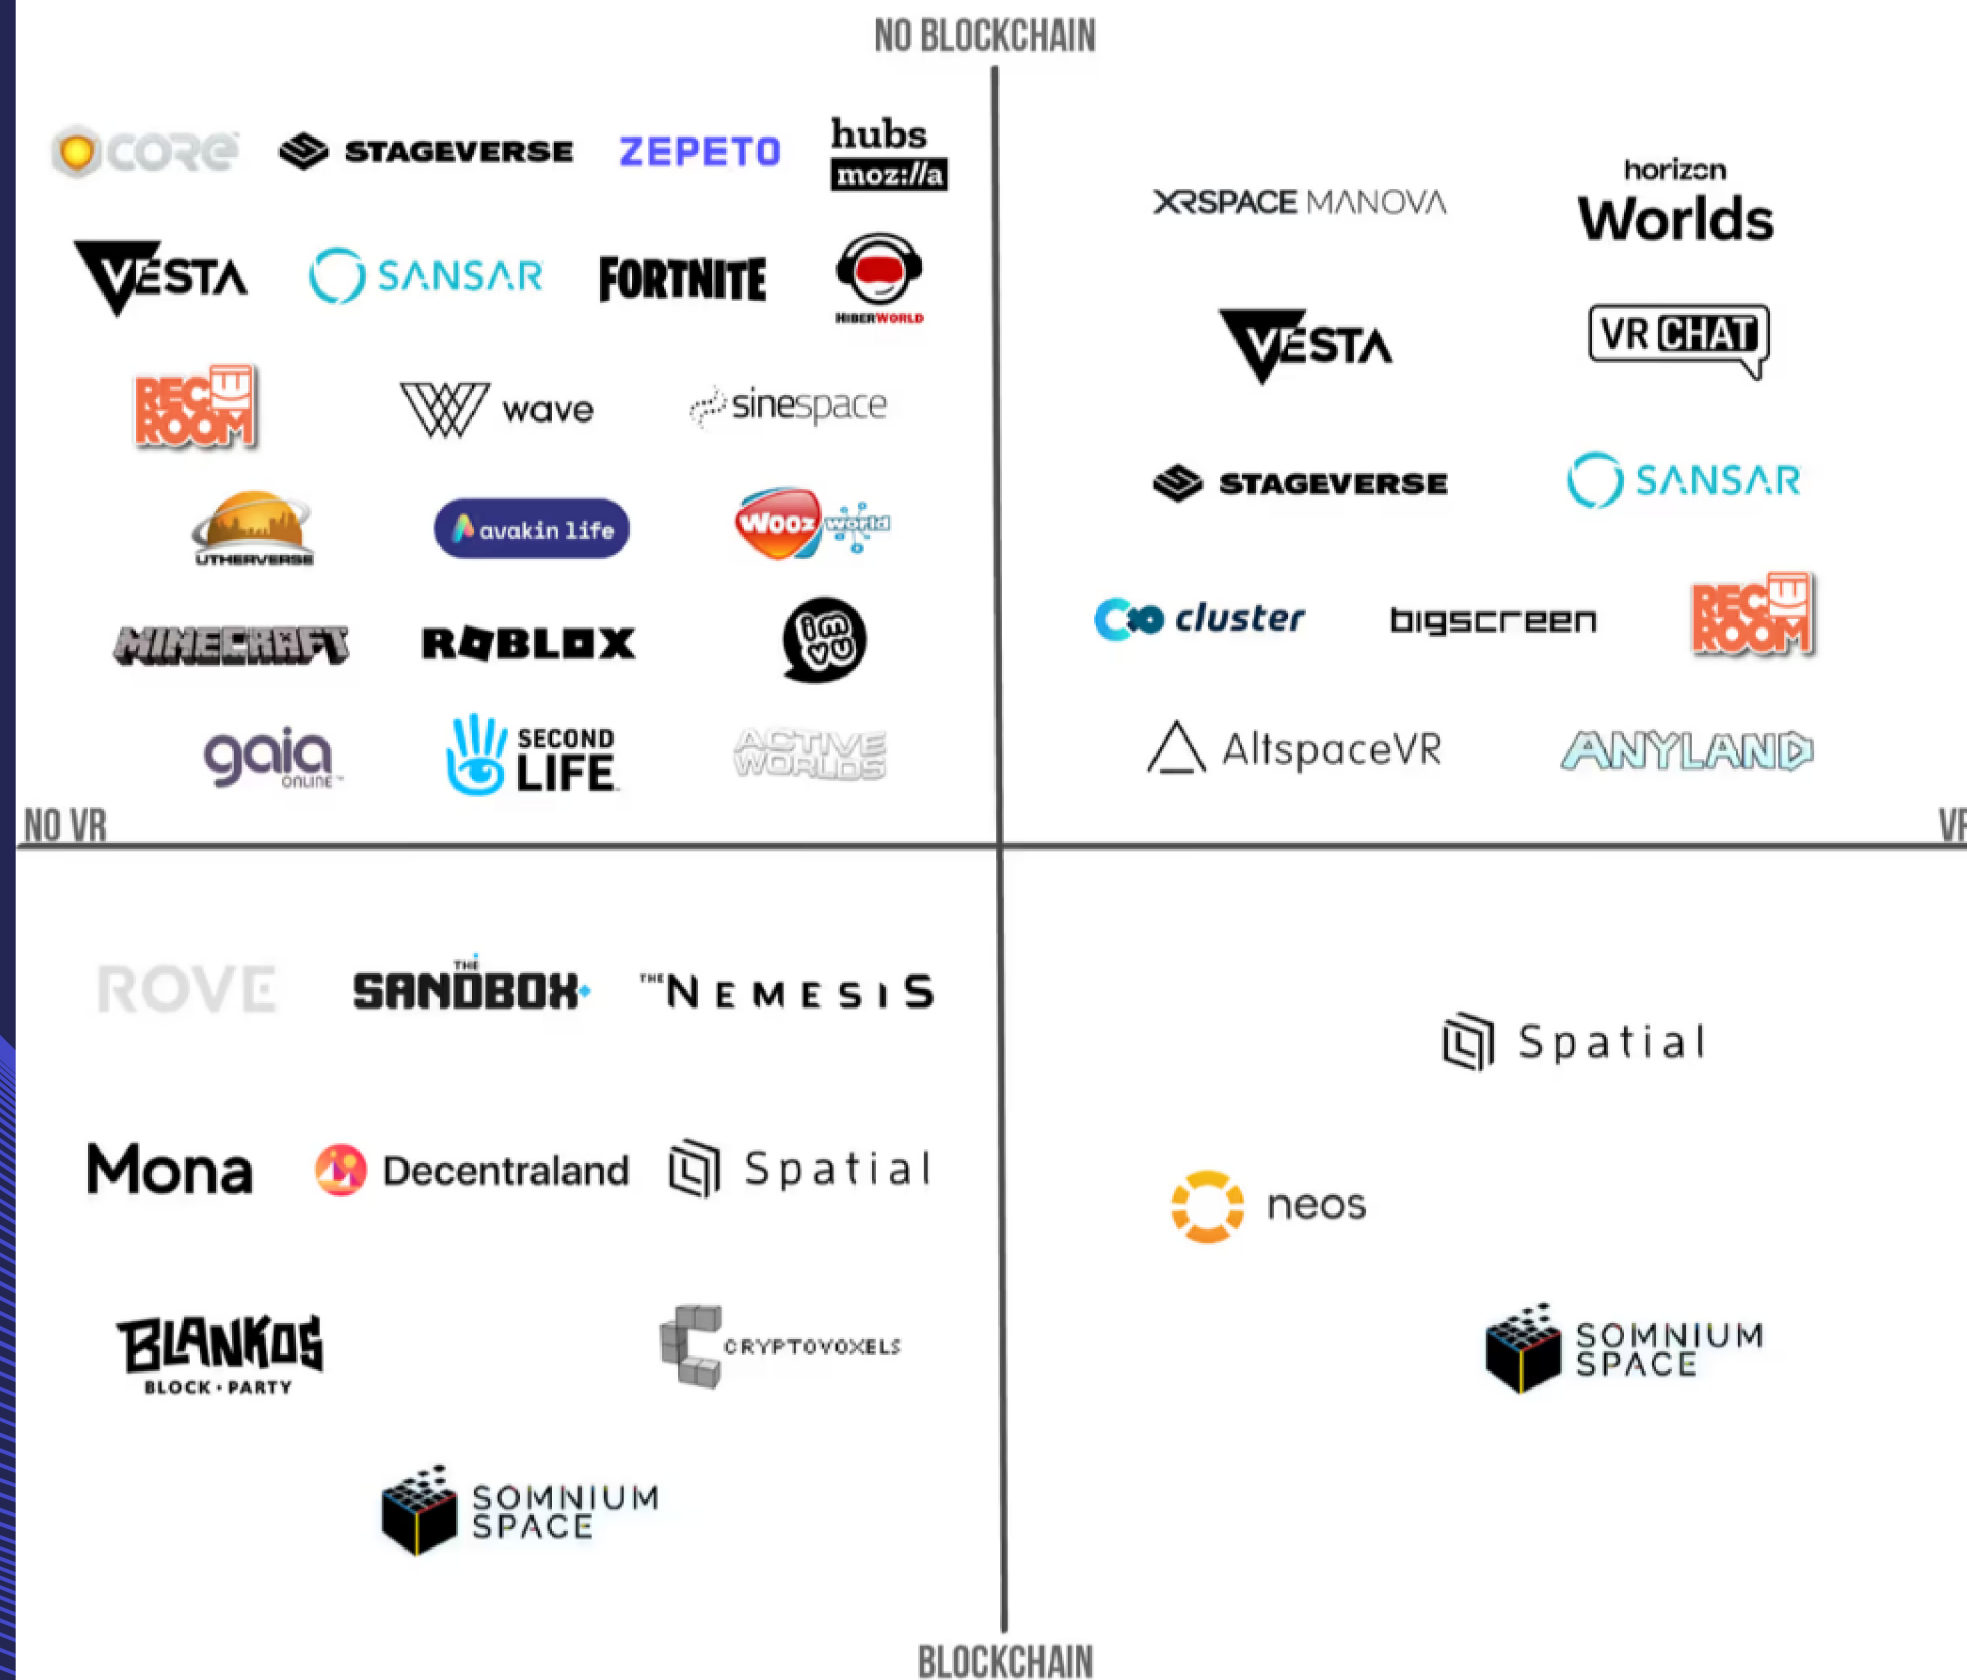 NO BLOCKCHAIN
CORe
STAGEVERSE
ZEPETO
hubs
moz://a
VESTA
SANSAR
FORTNITE
HIBERWORLD
REC
ROOM
wave
sinespace
UTHERVERSE
avakin life
Woozworld
MINECRAFT
ROBLOX
imvu
gaia
ONLINE™
SECOND
LIFE
ACTIVE
WORLDS
XRSPACE MANOVA
horizon
Worlds
VESTA
VR CHAT
STAGEVERSE
SANSAR
cluster
bigscreen
REC
ROOM
AltspaceVR
ANYLAND
NO VR
VR
ROVE
THE
SANDBOX
THE NEMESIS
Mona
Decentraland
Spatial
BLANKOS
BLOCK · PARTY
CRYPTOVOXELS
SOMNIUM
SPACE
Spatial
neos
SOMNIUM
SPACE
BLOCKCHAIN